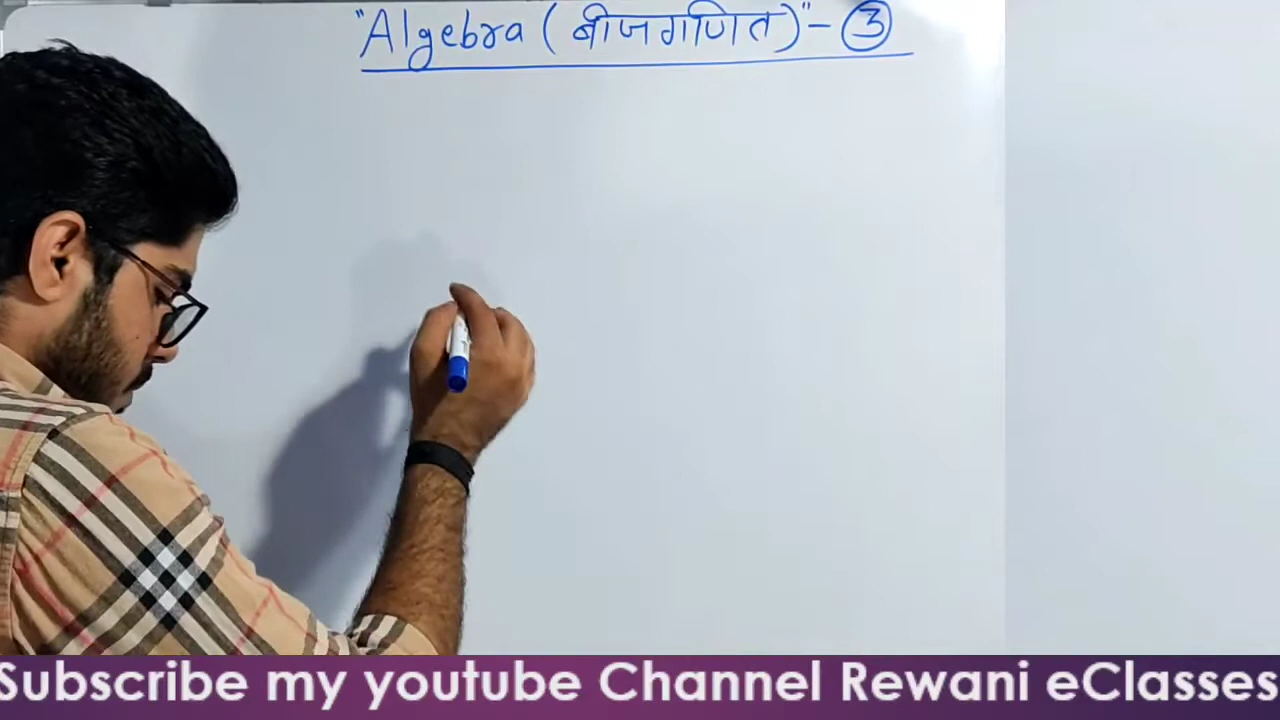 "Algebra (बीजगणित)" - 3
Subscribe my youtube Channel Rewani eClasses